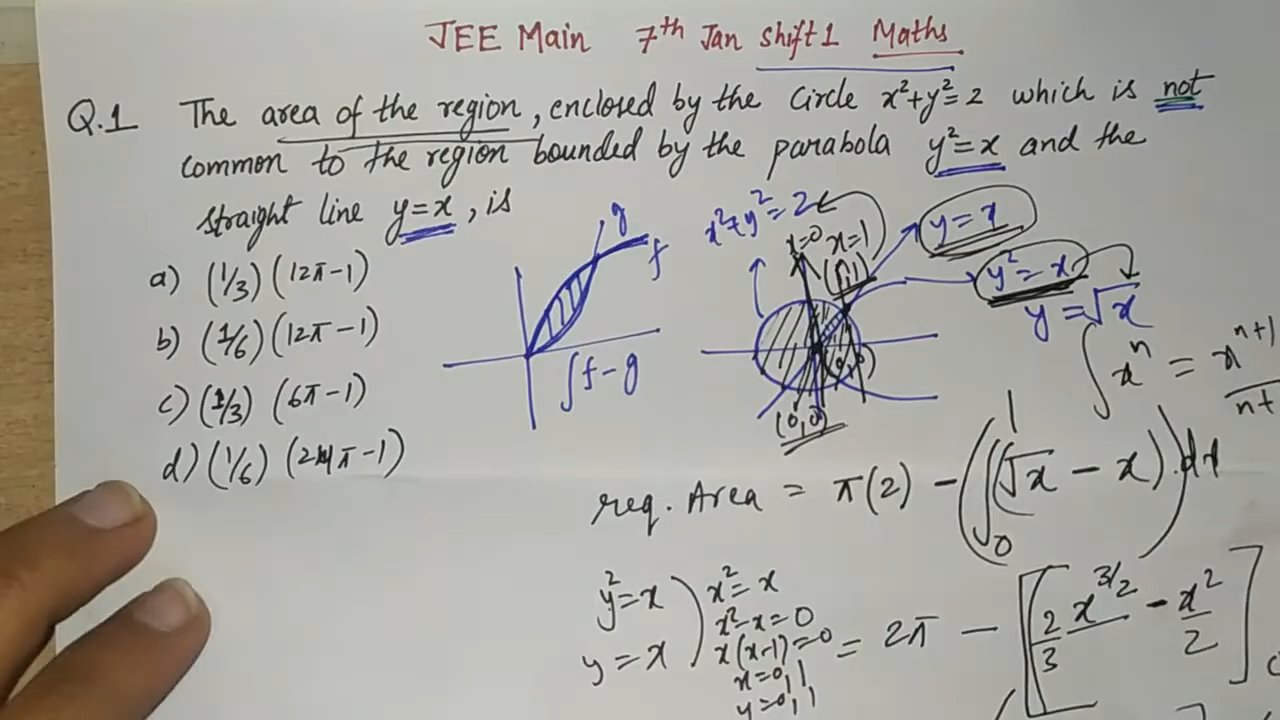 JEE Main 7th Jan Shift 1 Maths
Q.1 The area of the region, enclosed by the circle x²+y²=2 which is not
common to the region bounded by the parabola y²=x and the
straight line y=x, is
a) (1/3) (12π-1)
b) (1/6) (12π-1)
c) (1/3) (6π-1)
d) (1/6) (24π-1)
g
f
∫f-g
x²+y²=2
x=0 x=1
(1,1)
y=x
y²=x
y=√x
(0,0)
∫xⁿ = xⁿ⁺¹
n+
req. Area = π(2) - (∫₀¹(√x - x).dx
y²=x
y=x
x²=x
x²-x=0
x(x-1)=0
x=0,1
y=0,1
= 2π - [2/3 x^3/2 - x²/2]